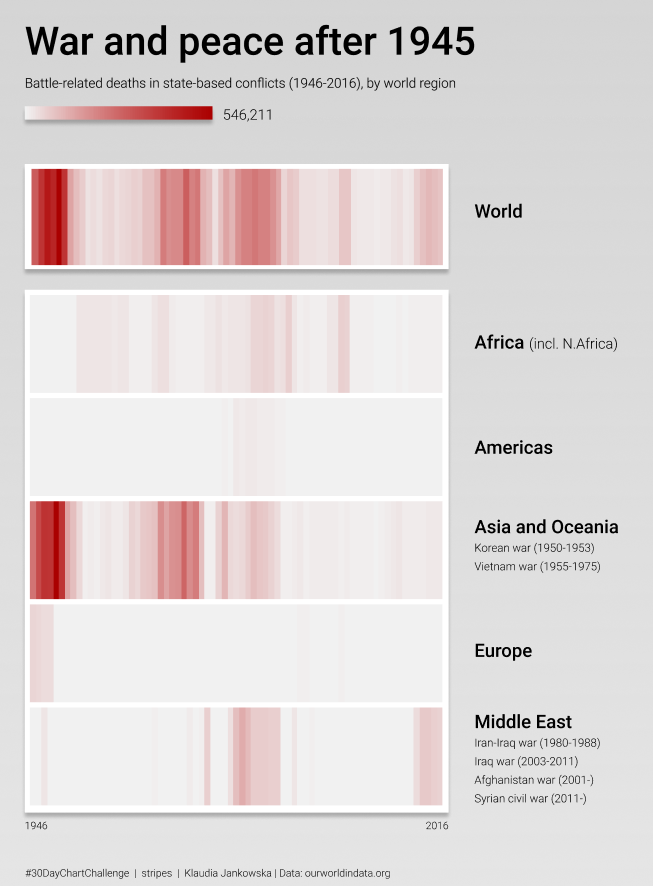 War and peace after 1945
Battle-related deaths in state-based conflicts (1946-2016), by world region
546,211
World
Africa (incl. N.Africa)
Americas
Asia and Oceania
Korean war (1950-1953)
Vietnam war (1955-1975)
Europe
Middle East
Iran-Iraq war (1980-1988)
Iraq war (2003-2011)
Afghanistan war (2001-)
Syrian civil war (2011-)
1946
2016
#30DayChartChallenge | stripes | Klaudia Jankowska | Data: ourworldindata.org